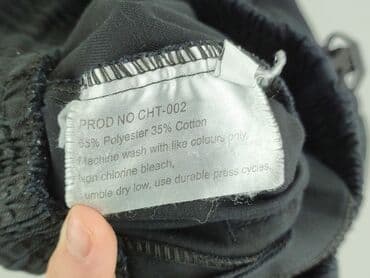 PROD NO CHT-002
65% Polyester 35% Cotton
Machine wash with like colours only,
Non chlorine bleach,
Tumble dry low, use durable press cycles,